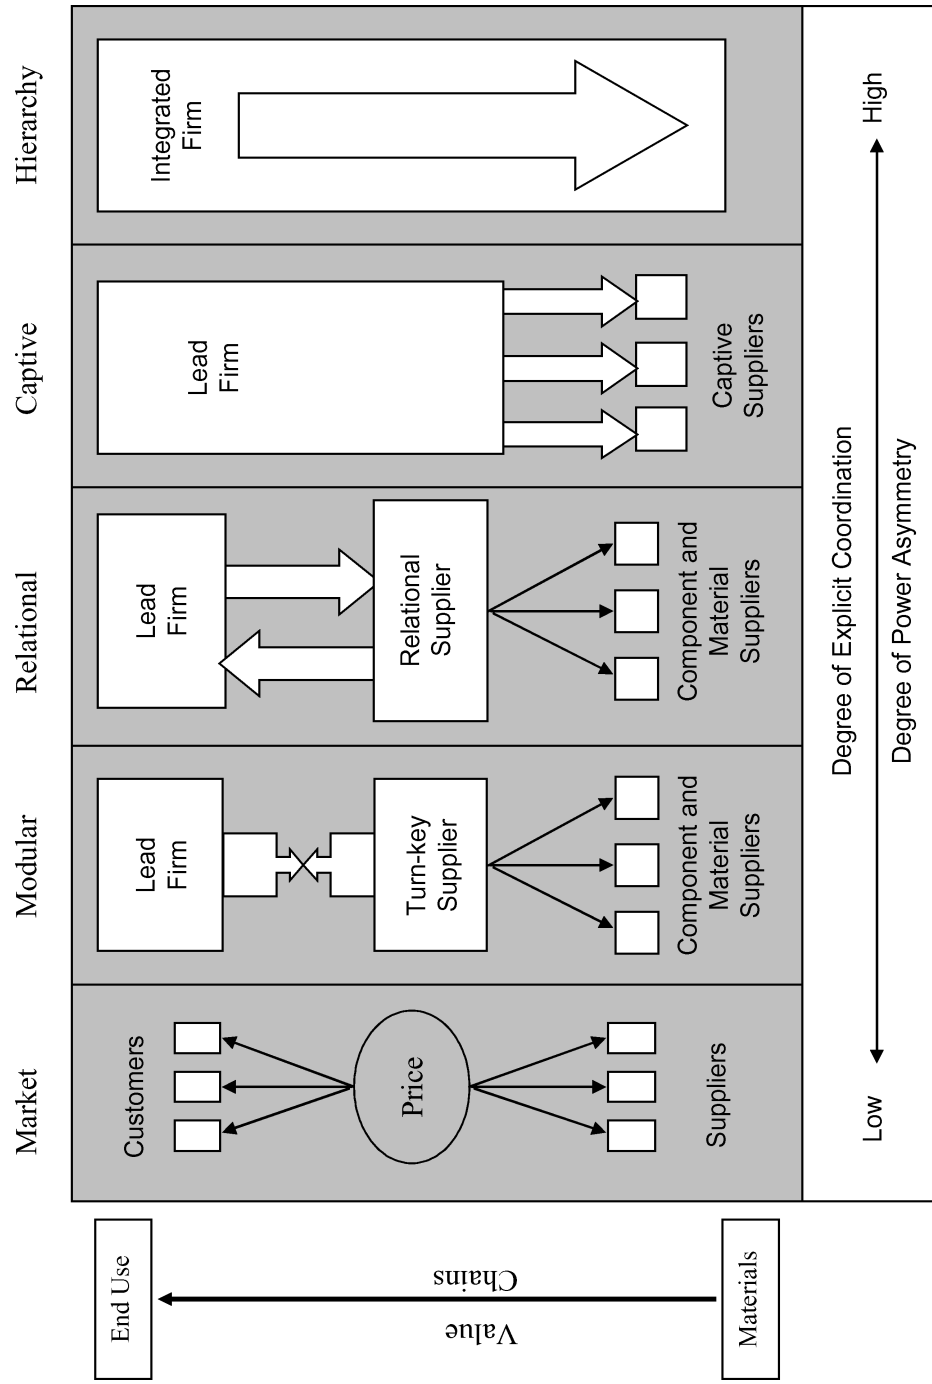 Market
Modular
Relational
Captive
Hierarchy
End Use
Value
Chains
Materials
Customers
Price
Suppliers
Lead
Firm
Turn-key
Supplier
Component and
Material
Suppliers
Lead
Firm
Relational
Supplier
Component and
Material
Suppliers
Lead
Firm
Captive
Suppliers
Integrated
Firm
Degree of Explicit Coordination
Low
High
Degree of Power Asymmetry